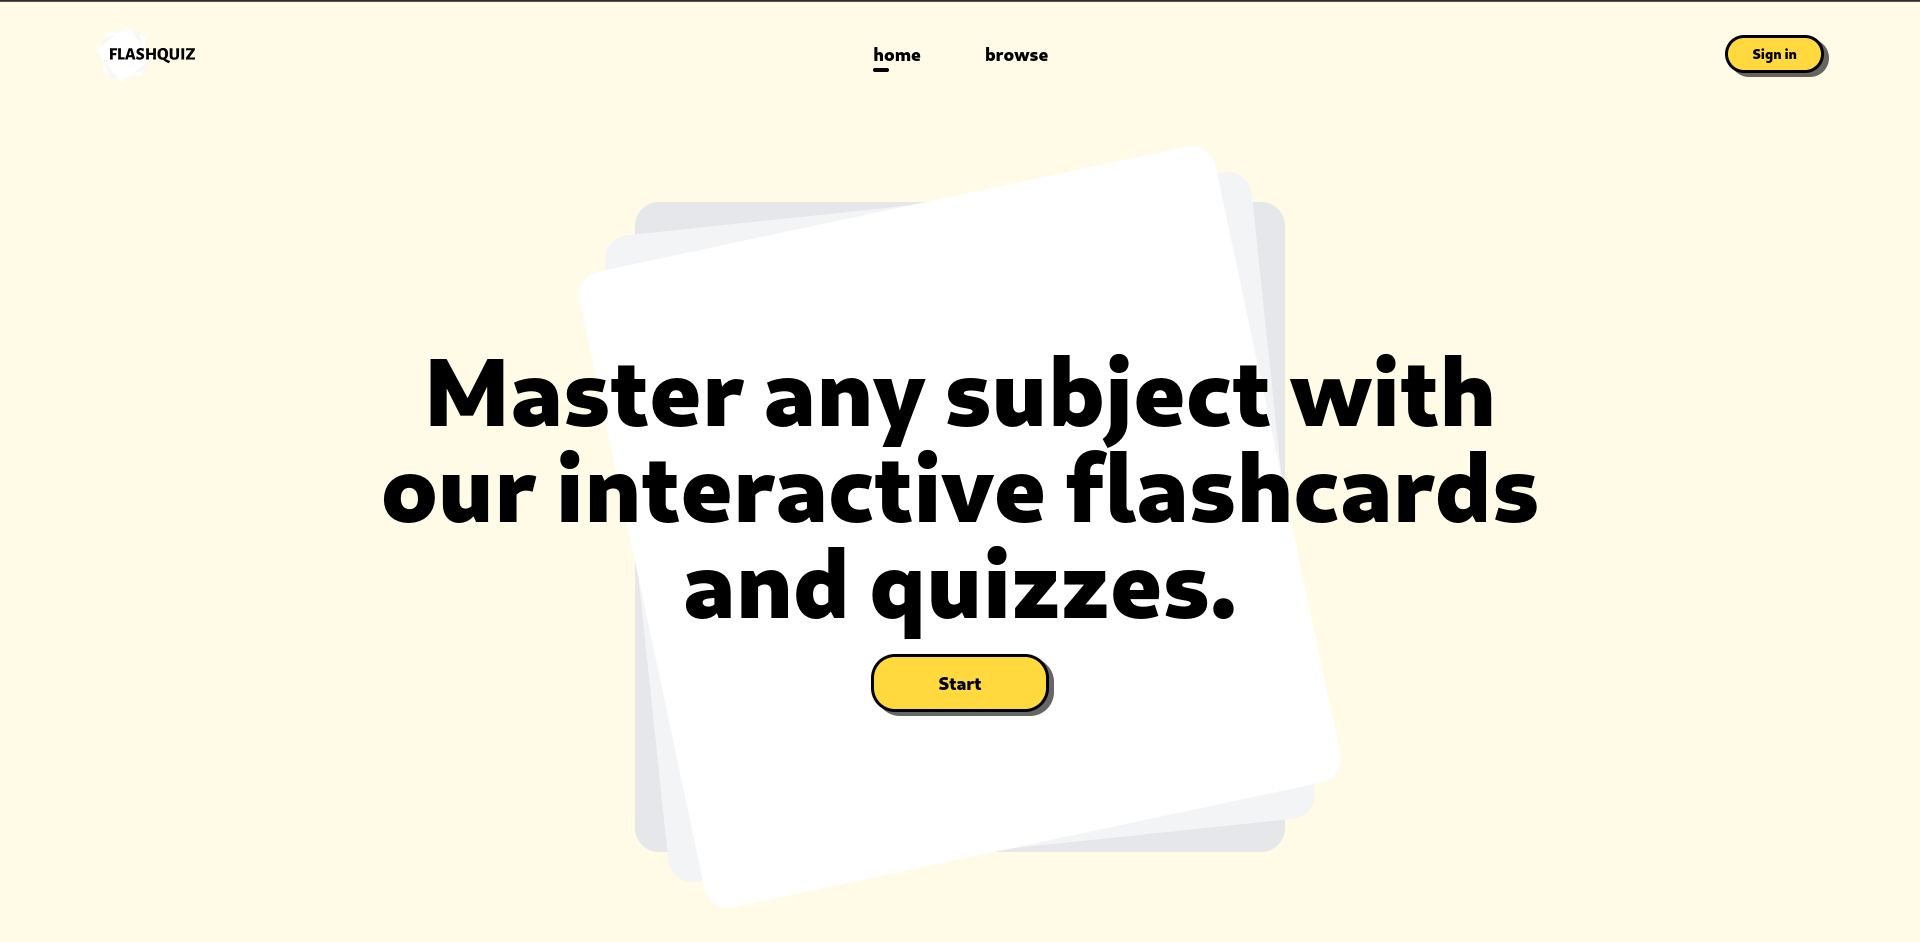 FLASHQUIZ
home
browse
Sign in
Master any subject with
our interactive flashcards
and quizzes.
Start